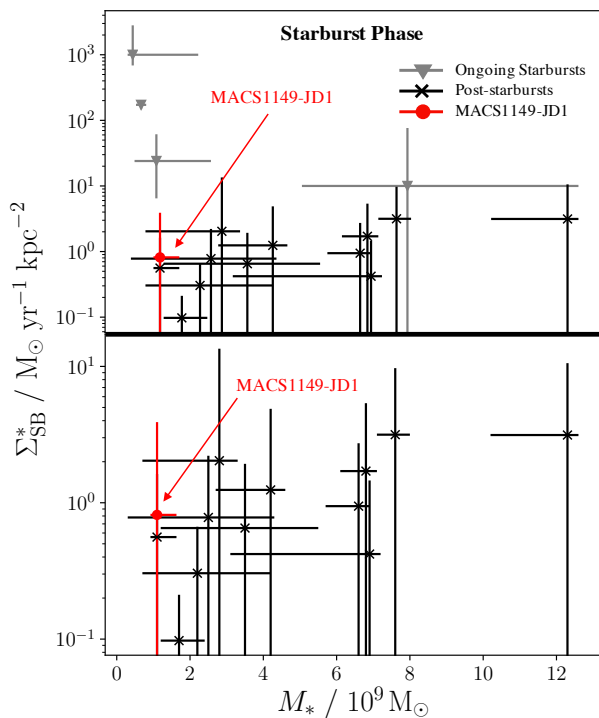 Starburst Phase
Ongoing Starbursts
Post-starbursts
MACS1149-JD1
MACS1149-JD1
10³
10²
10¹
10⁰
10⁻¹
Σ*SB / M⊙ yr⁻¹ kpc⁻²
MACS1149-JD1
10¹
10⁰
10⁻¹
0 2 4 6 8 10 12
M* / 10⁹ M⊙